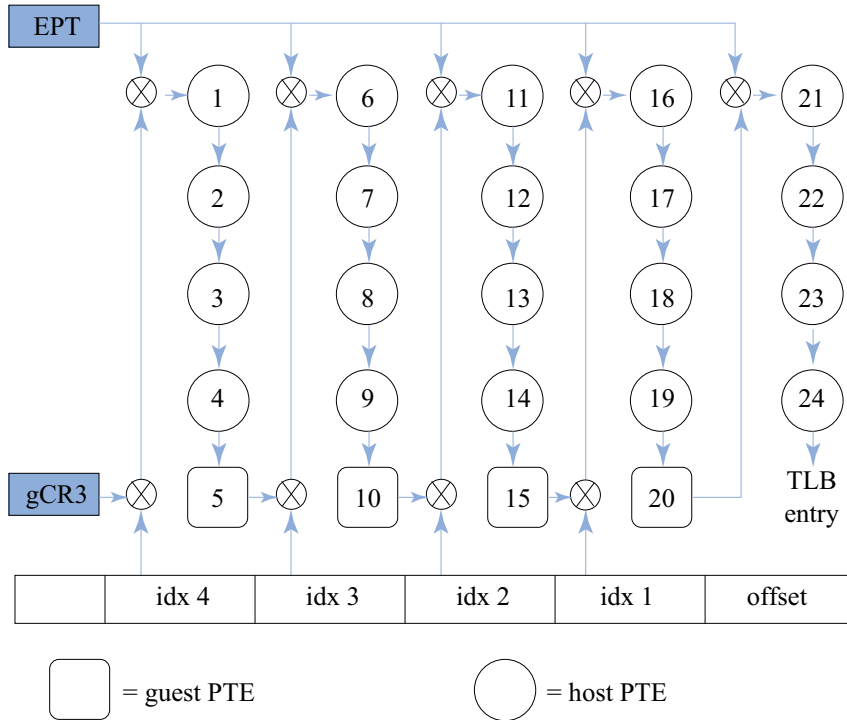 EPT
1 6 11 16 21
2 7 12 17 22
3 8 13 18 23
4 9 14 19 24
gCR3 5 10 15 20 TLB
entry
idx 4 idx 3 idx 2 idx 1 offset
= guest PTE = host PTE